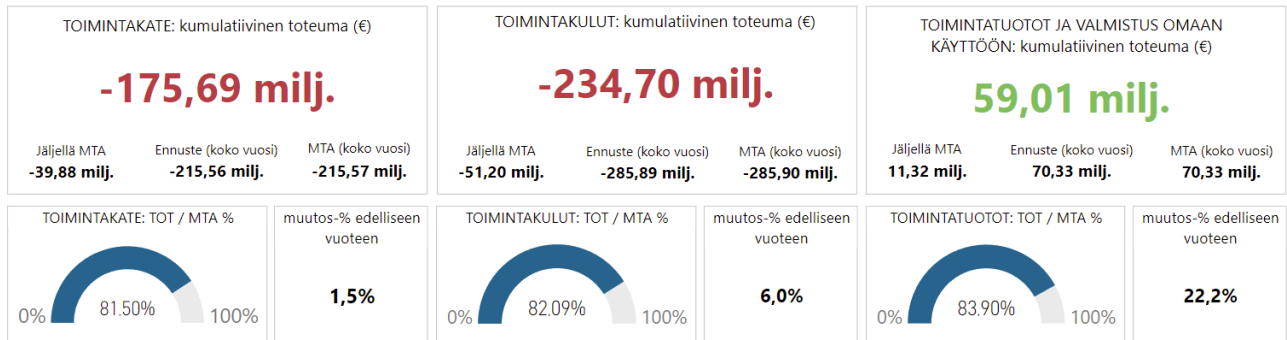 TOIMINTAKATE: kumulatiivinen toteuma (€)
-175,69 milj.
Jäljellä MTA
-39,88 milj.
Ennuste (koko vuosi)
-215,56 milj.
MTA (koko vuosi)
-215,57 milj.
TOIMINTAKULUT: kumulatiivinen toteuma (€)
-234,70 milj.
Jäljellä MTA
-51,20 milj.
Ennuste (koko vuosi)
-285,89 milj.
MTA (koko vuosi)
-285,90 milj.
TOIMINTATUOTOT JA VALMISTUS OMAAN
KÄYTTÖÖN: kumulatiivinen toteuma (€)
59,01 milj.
Jäljellä MTA
11,32 milj.
Ennuste (koko vuosi)
70,33 milj.
MTA (koko vuosi)
70,33 milj.
TOIMINTAKATE: TOT / MTA %
0%
81.50%
100%
muutos-% edelliseen
vuoteen
1,5%
TOIMINTAKULUT: TOT / MTA %
0%
82.09%
100%
muutos-% edelliseen
vuoteen
6,0%
TOIMINTATUOTOT: TOT / MTA %
0%
83.90%
100%
muutos-% edelliseen
vuoteen
22,2%